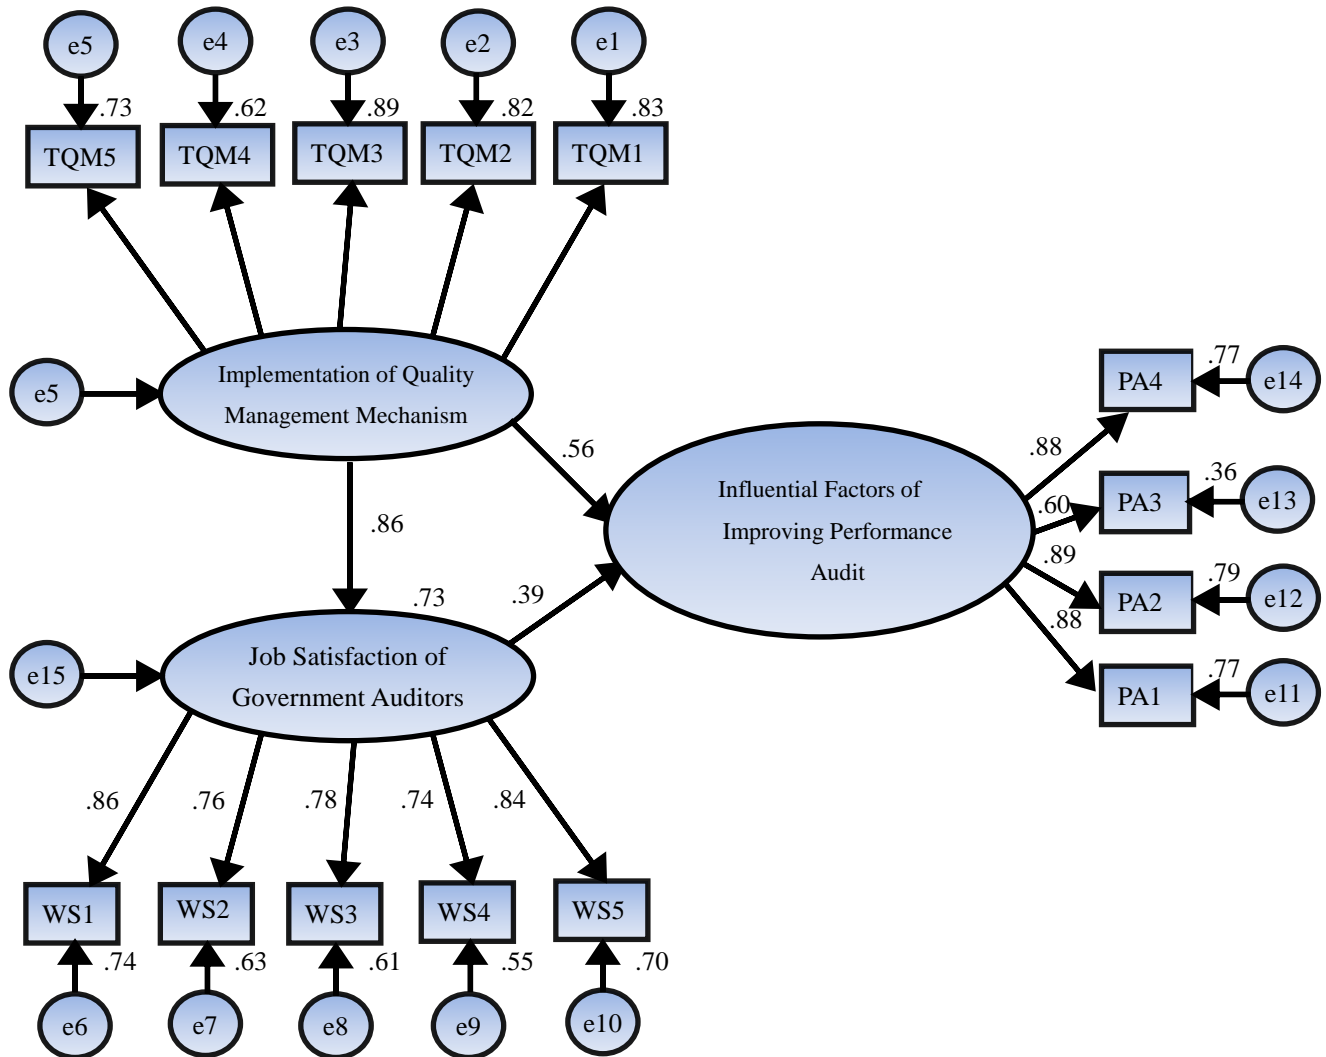 e5
e4
e3
e2
e1
.73
.62
.89
.82
.83
TQM5
TQM4
TQM3
TQM2
TQM1
e5
Implementation of Quality
Management Mechanism
.56
.86
Influential Factors of
Improving Performance
Audit
.88
.60
.89
.88
PA4
.77
e14
PA3
.36
e13
PA2
.79
e12
PA1
.77
e11
.73
.39
e15
Job Satisfaction of
Government Auditors
.86
.76
.78
.74
.84
WS1
WS2
WS3
WS4
WS5
.74
.63
.61
.55
.70
e6
e7
e8
e9
e10